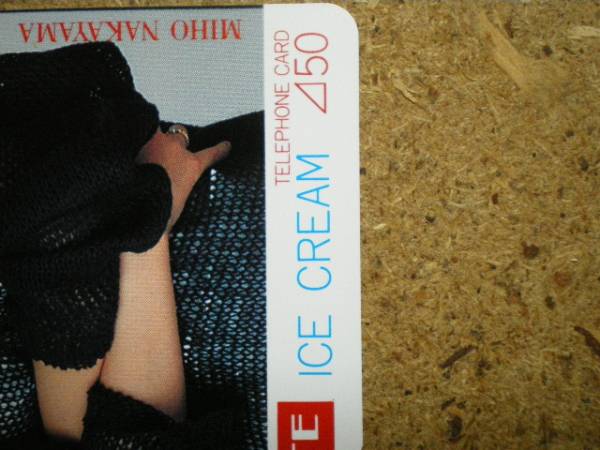 MIHO NAKAYAMA
TELEPHONE CARD
⊿50
ICE CREAM